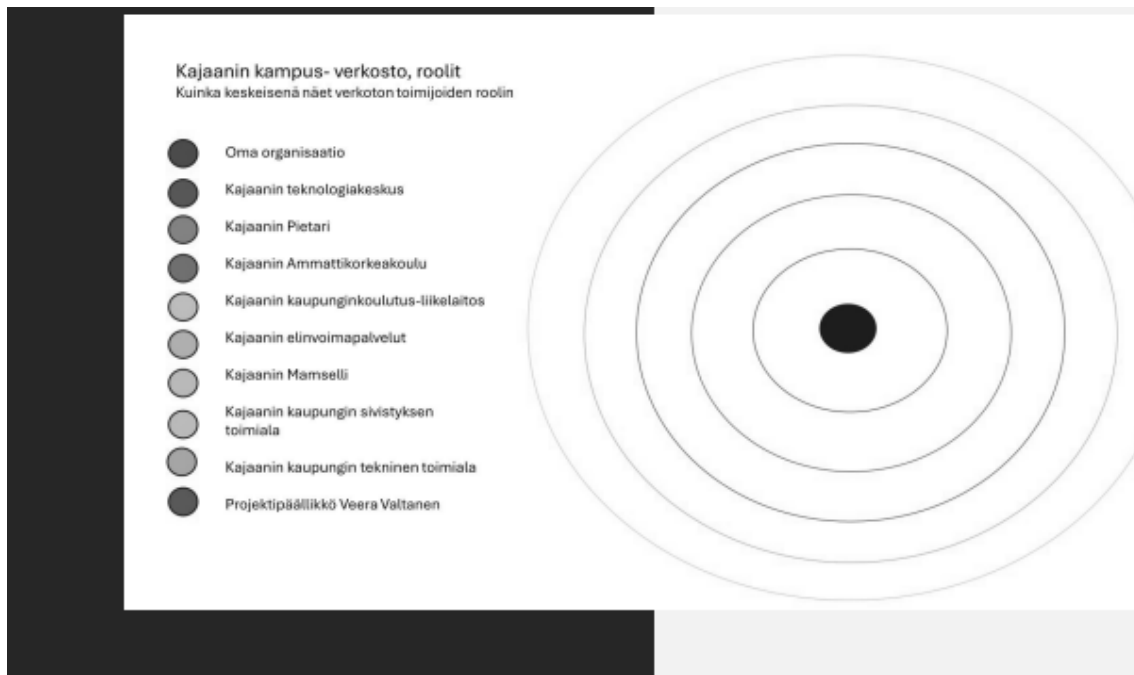 Kajaanin kampus- verkosto, roolit
Kuinka keskeisenä näet verkoton toimijoiden roolin
Oma organisaatio
Kajaanin teknologiakeskus
Kajaanin Pietari
Kajaanin Ammattikorkeakoulu
Kajaanin kaupunginkoulutus-liikelaitos
Kajaanin elinvoimapalvelut
Kajaanin Mamselli
Kajaanin kaupungin sivistyksen
toimiala
Kajaanin kaupungin tekninen toimiala
Projektipäällikkö Veera Valtanen